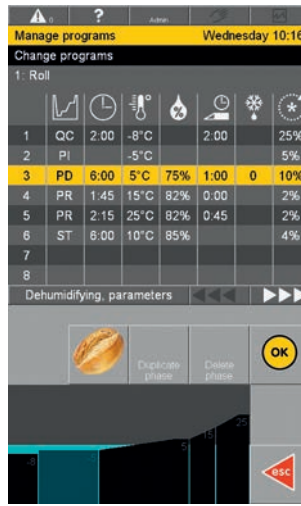 0 ? Admin
Manage programs Wednesday 10:16
Change programs
1: Roll
1 QC 2:00 -8°C 2:00 25%
2 PI -5°C 5%
3 PD 6:00 5°C 75% 1:00 0 10%
4 PR 1:45 15°C 82% 0:00 2%
5 PR 2:15 25°C 82% 0:45 2%
6 ST 6:00 10°C 85% 4%
7
8
Dehumidifying, parameters
Duplicate phase
Delete phase
OK
25
15
5
-8
esc